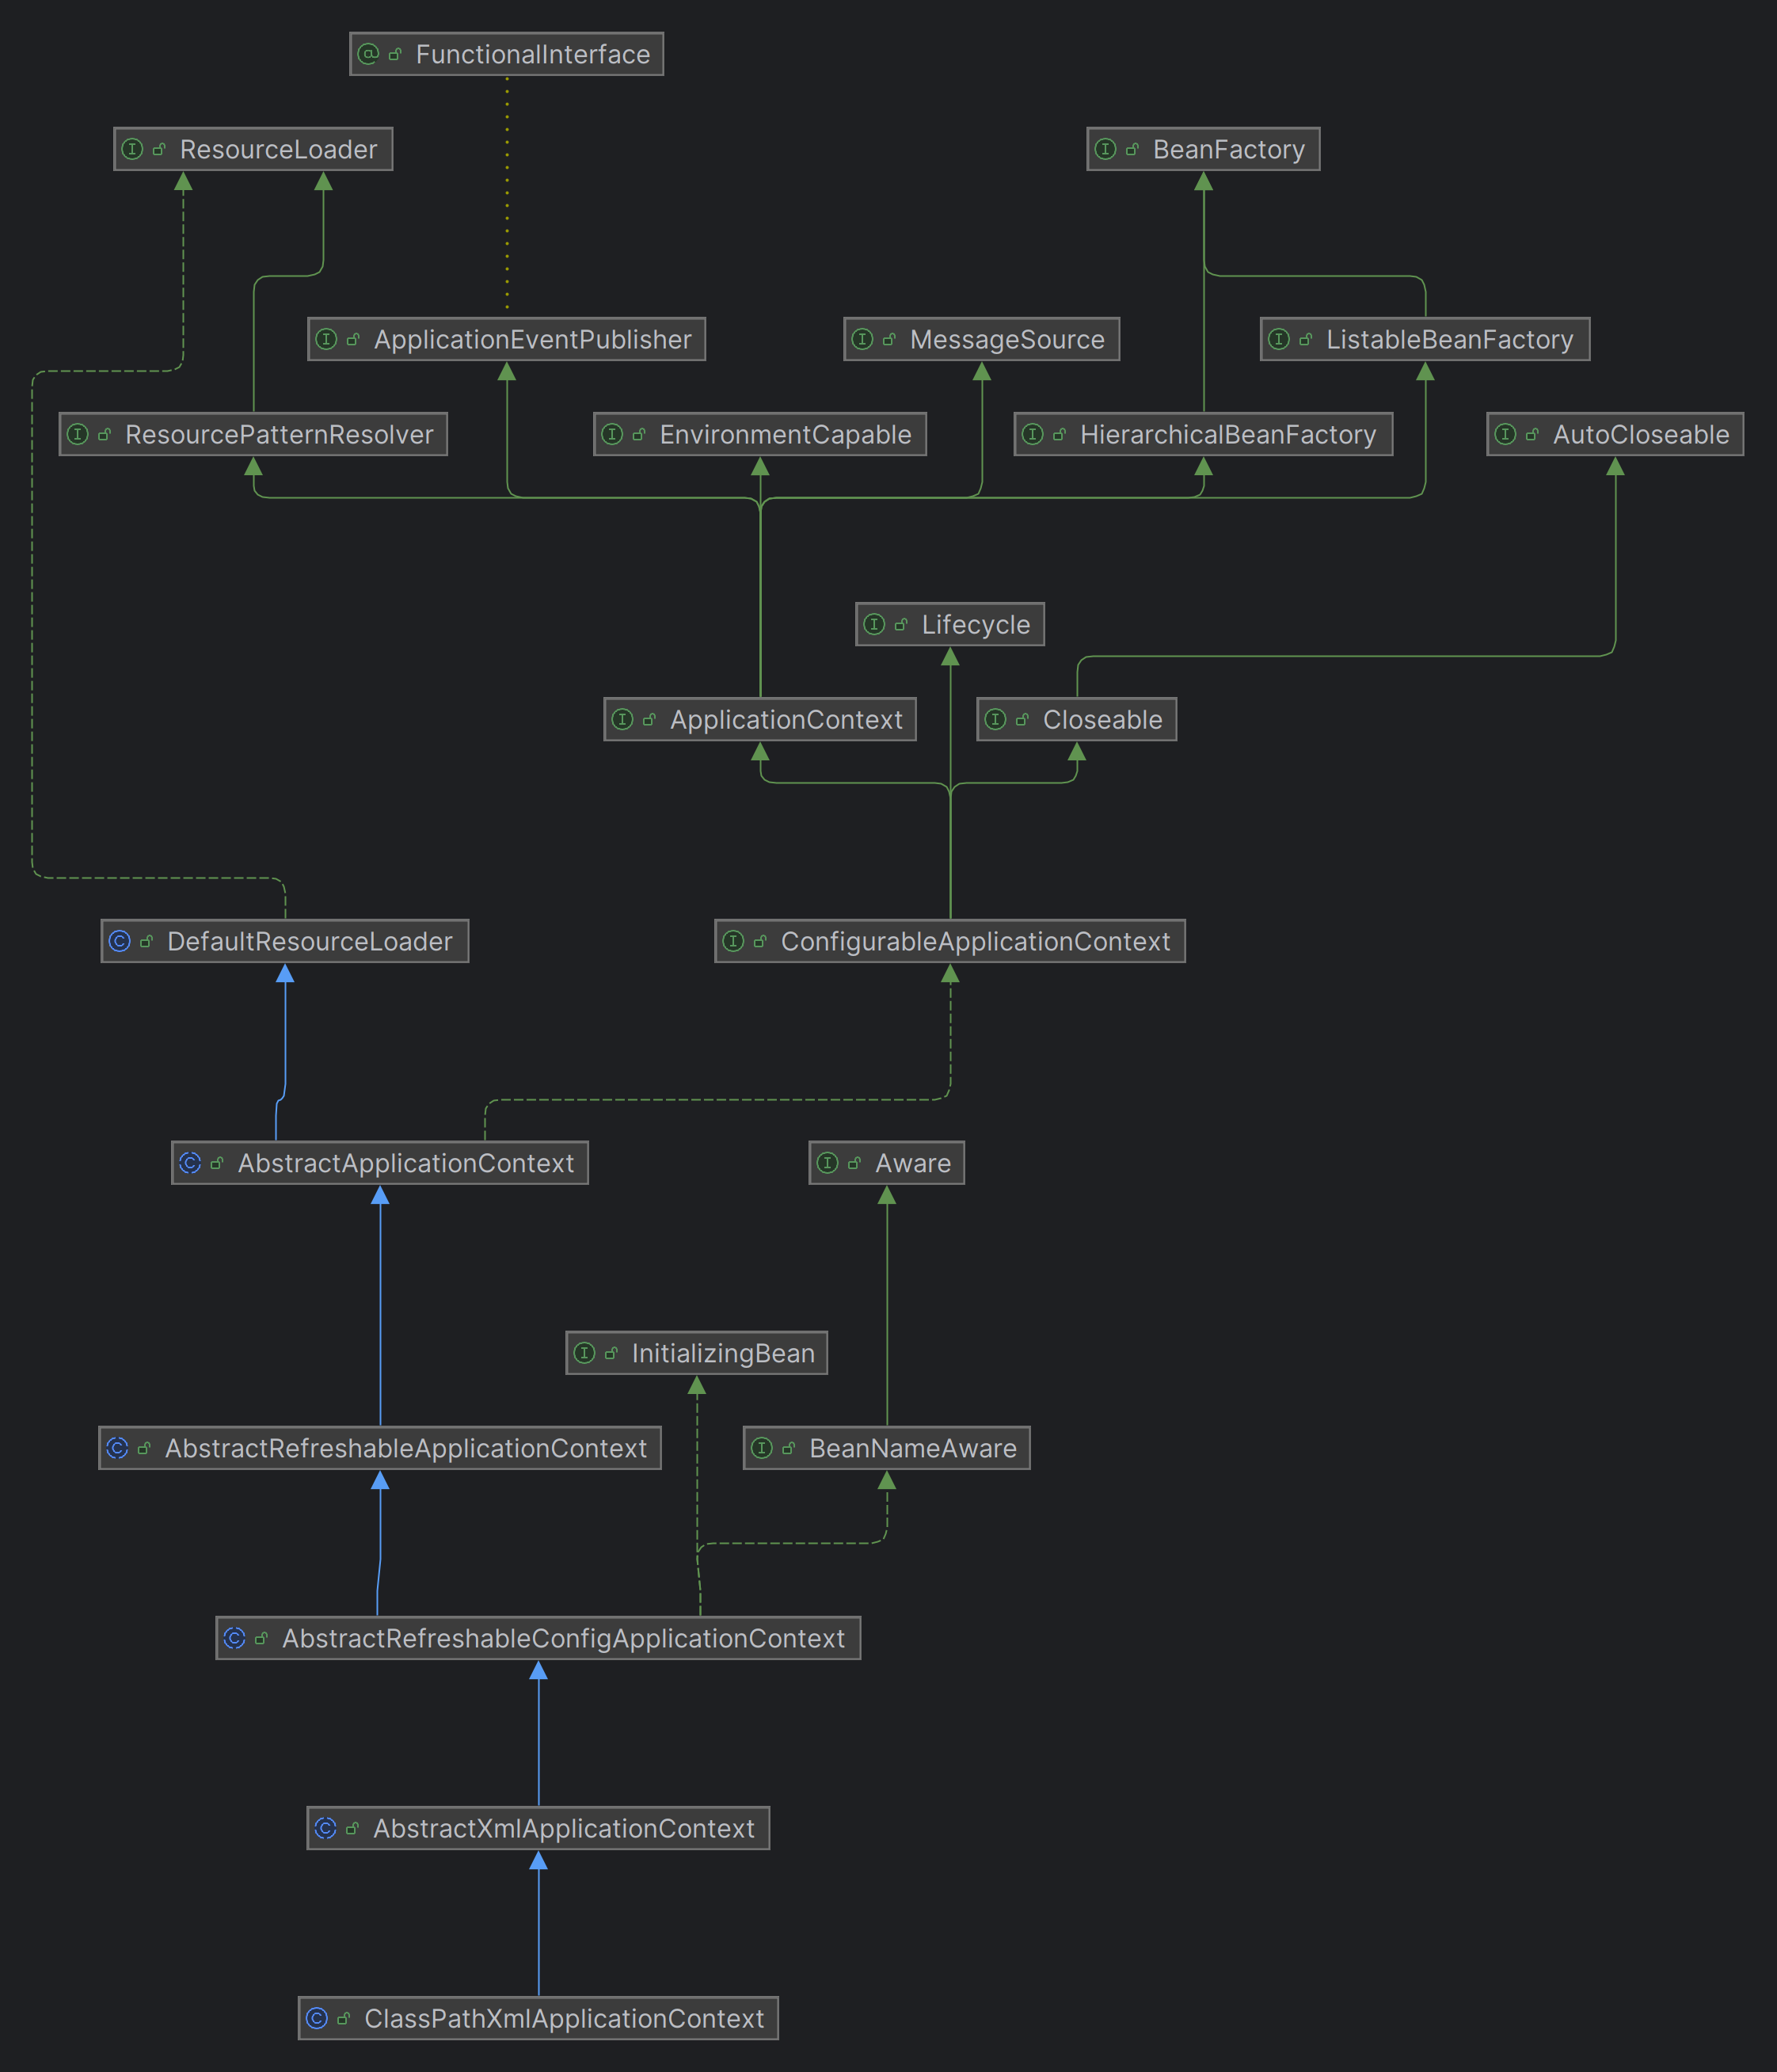 FunctionalInterface
ResourceLoader
BeanFactory
ApplicationEventPublisher
MessageSource
ListableBeanFactory
ResourcePatternResolver
EnvironmentCapable
HierarchicalBeanFactory
AutoCloseable
Lifecycle
ApplicationContext
Closeable
DefaultResourceLoader
ConfigurableApplicationContext
AbstractApplicationContext
Aware
InitializingBean
AbstractRefreshableApplicationContext
BeanNameAware
AbstractRefreshableConfigApplicationContext
AbstractXmlApplicationContext
ClassPathXmlApplicationContext